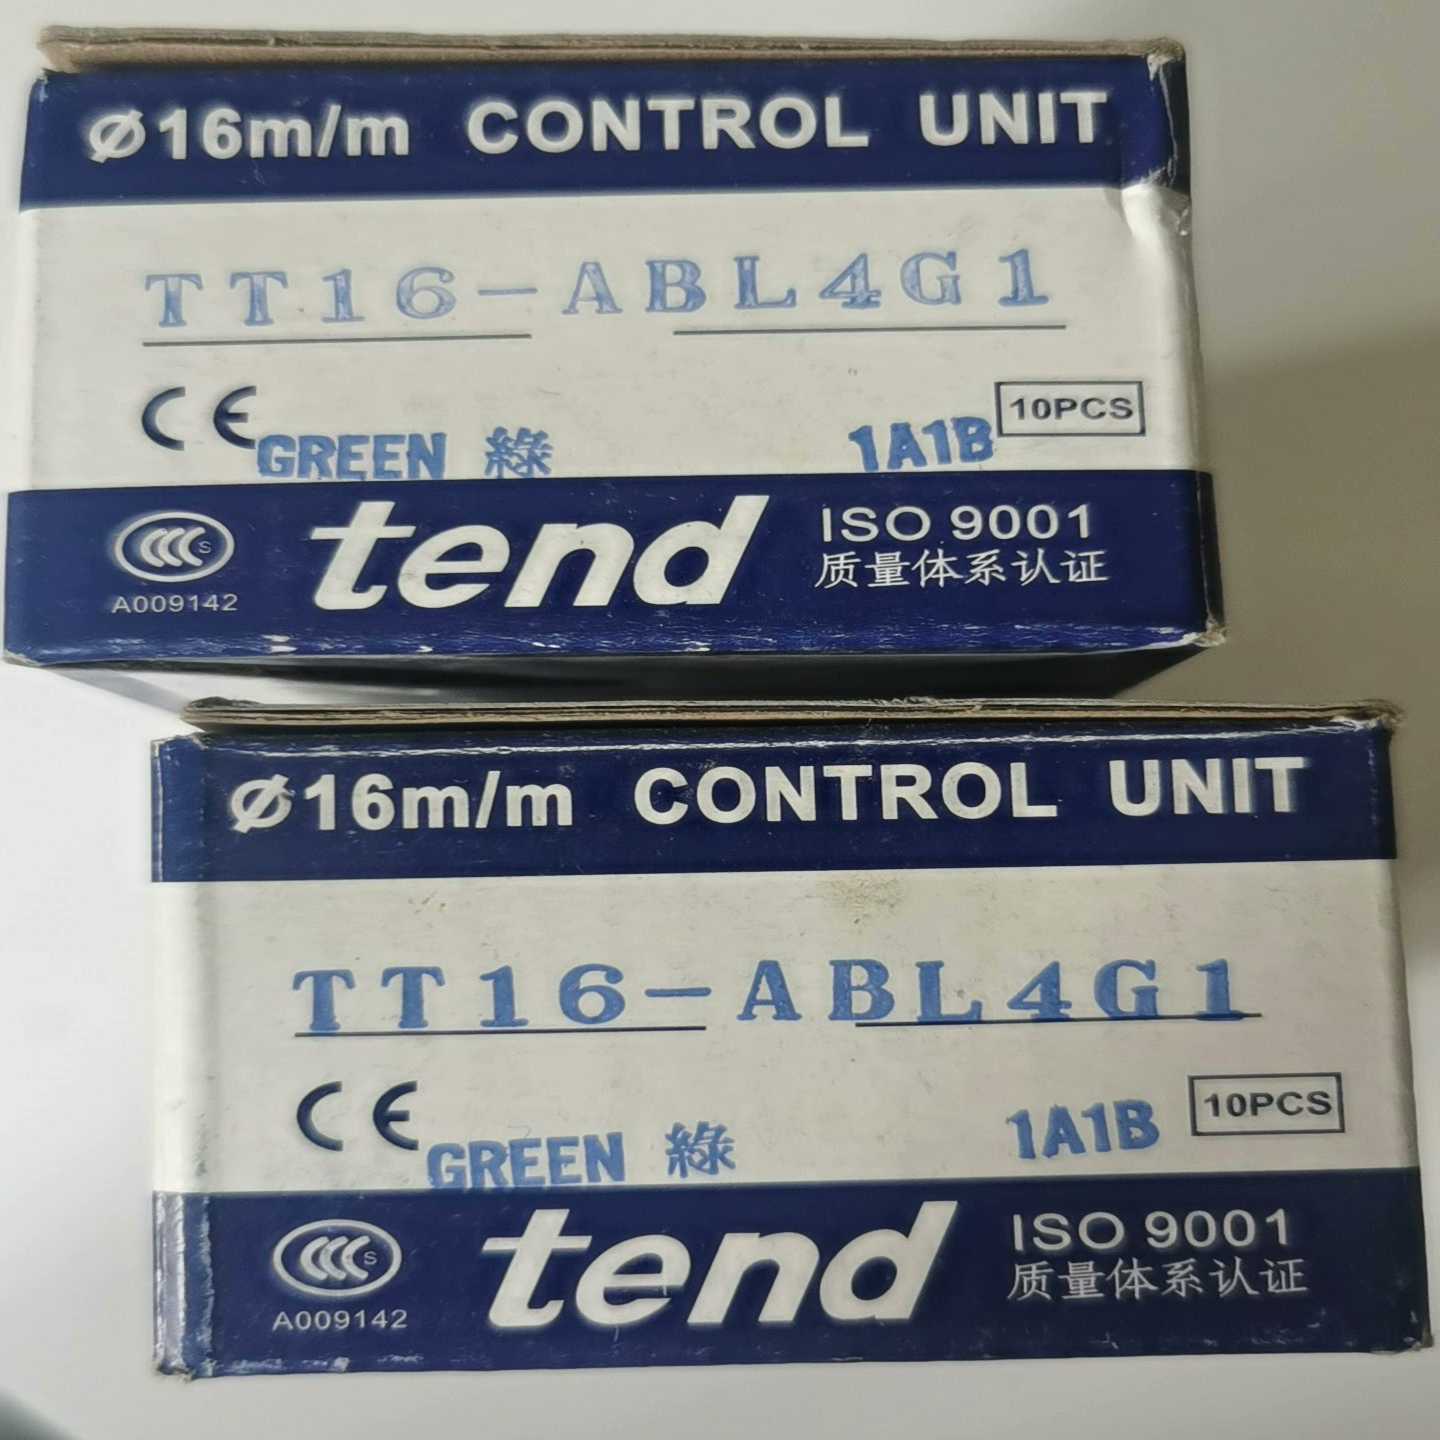 Ø16m/m CONTROL UNIT
TT16-ABL4G1
CE
10PCS
GREEN 綠 1A1B
CCC S
A009142
tend
ISO 9001
质量体系认证
Ø16m/m CONTROL UNIT
TT16-ABL4G1
CE
10PCS
GREEN 綠 1A1B
CCC S
A009142
tend
ISO 9001
质量体系认证